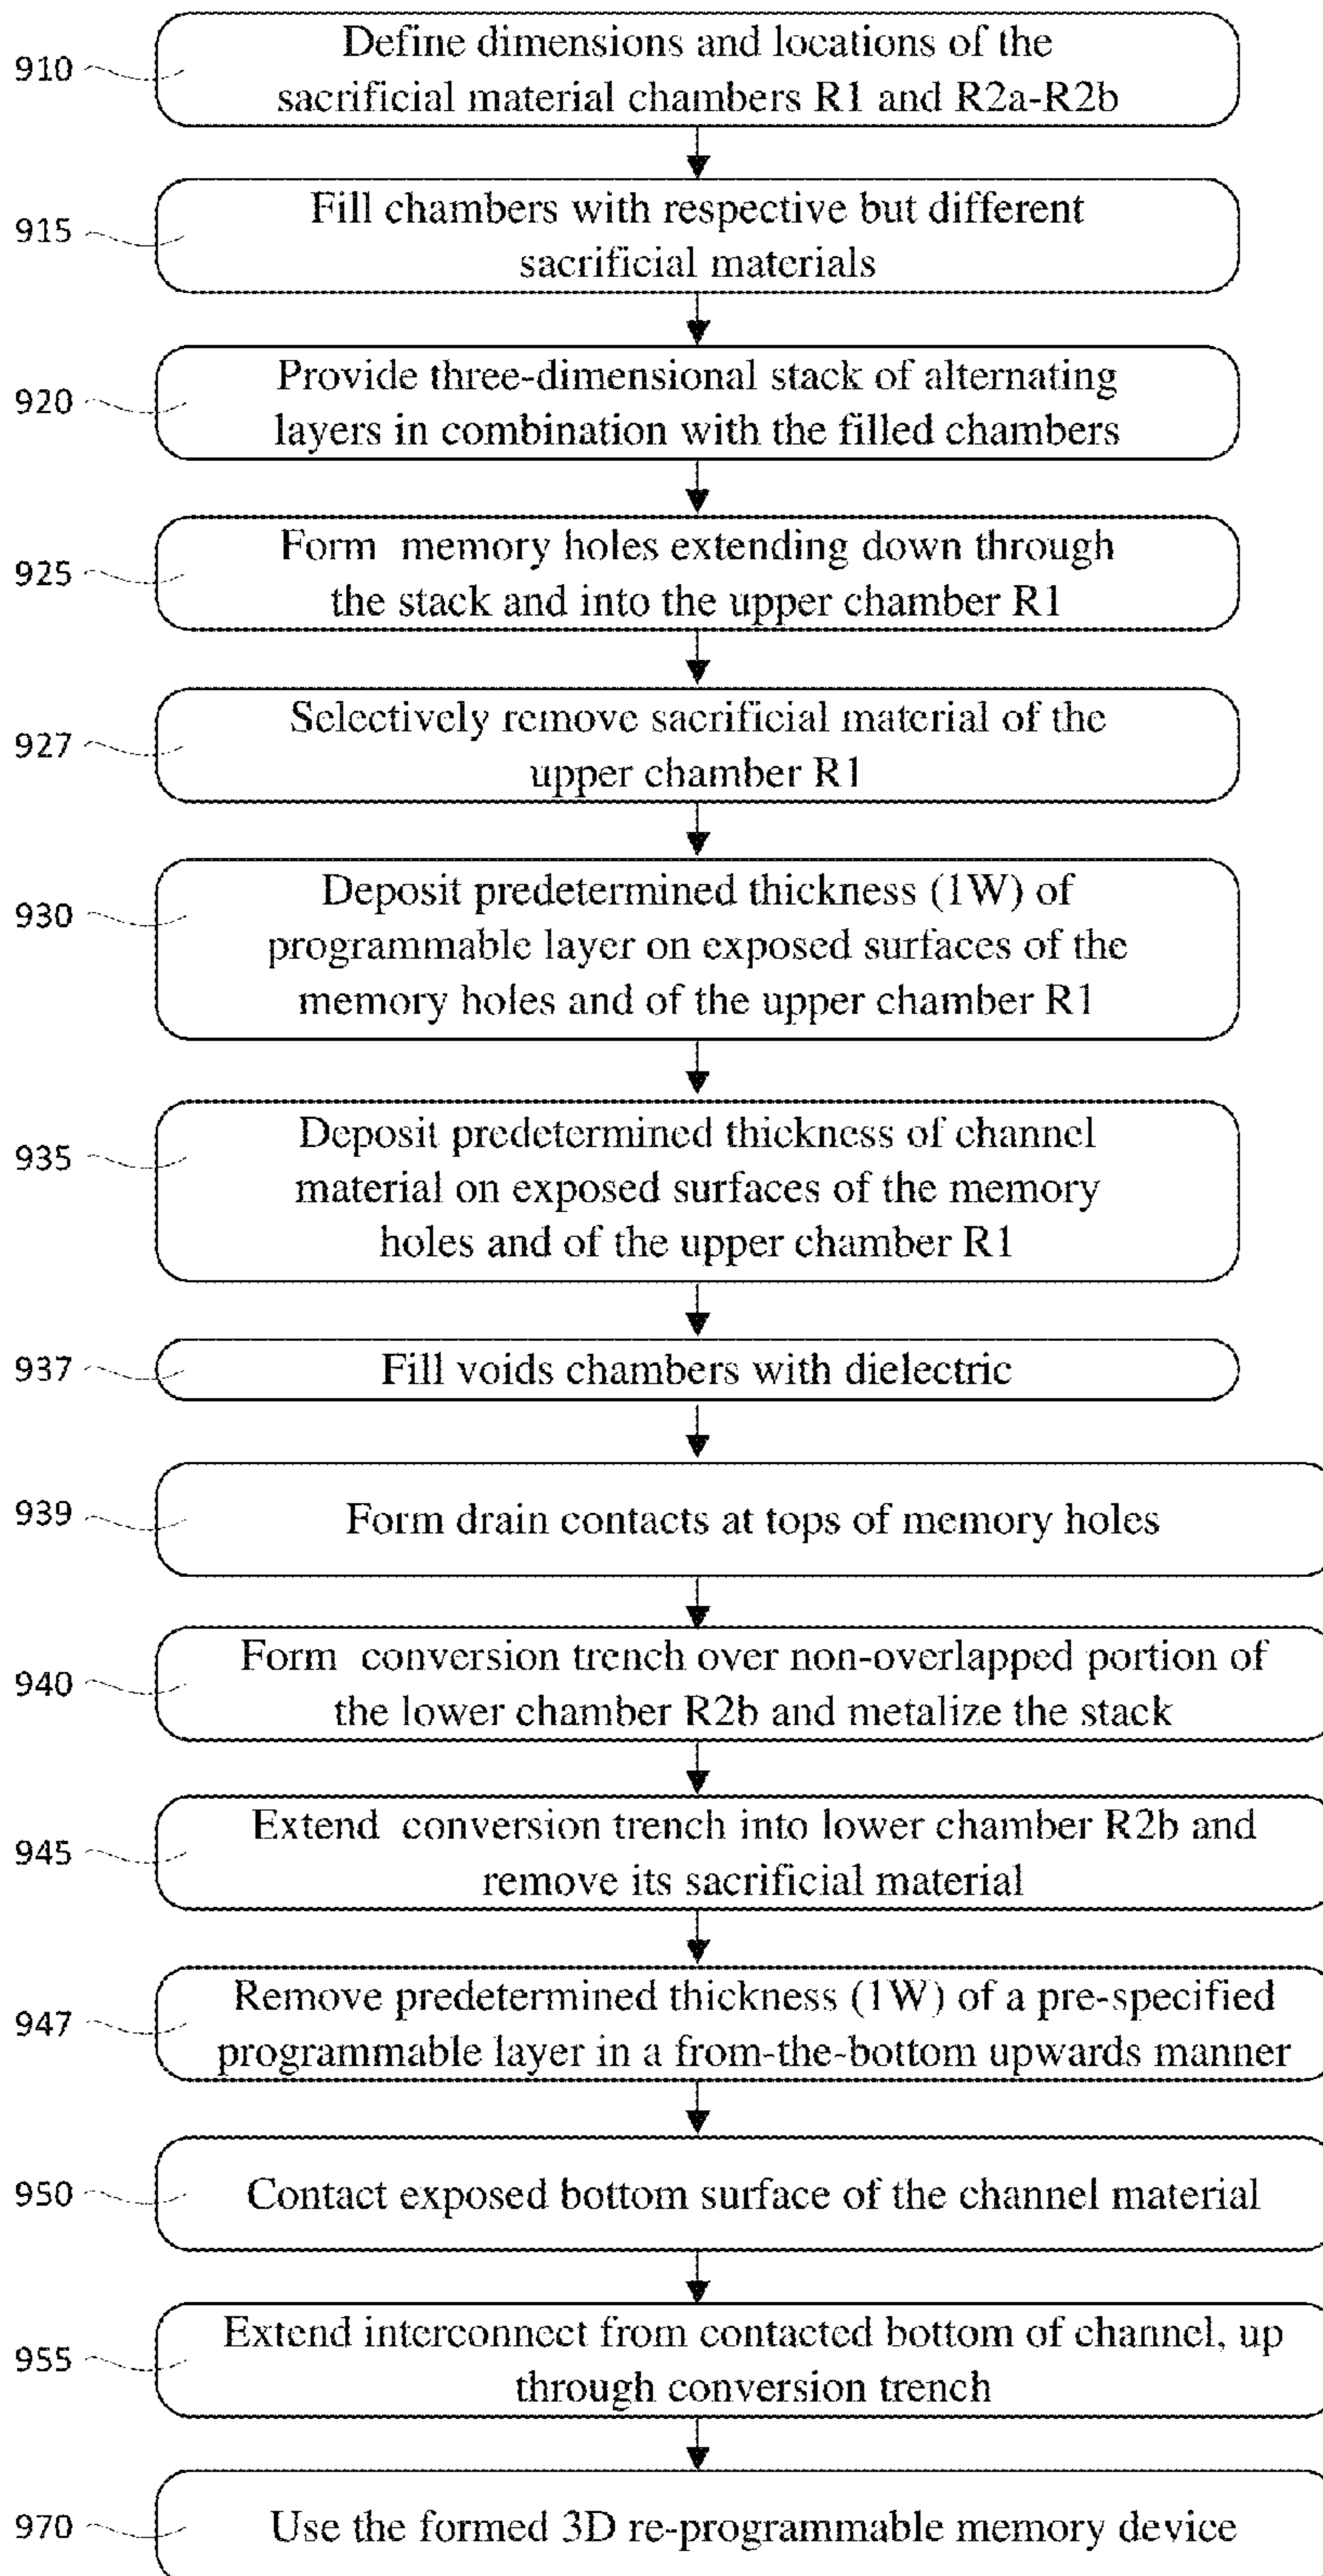 910
Define dimensions and locations of the
sacrificial material chambers R1 and R2a-R2b
915
Fill chambers with respective but different
sacrificial materials
920
Provide three-dimensional stack of alternating
layers in combination with the filled chambers
925
Form memory holes extending down through
the stack and into the upper chamber R1
927
Selectively remove sacrificial material of the
upper chamber R1
930
Deposit predetermined thickness (1W) of
programmable layer on exposed surfaces of the
memory holes and of the upper chamber R1
935
Deposit predetermined thickness of channel
material on exposed surfaces of the memory
holes and of the upper chamber R1
937
Fill voids chambers with dielectric
939
Form drain contacts at tops of memory holes
940
Form conversion trench over non-overlapped portion of
the lower chamber R2b and metalize the stack
945
Extend conversion trench into lower chamber R2b and
remove its sacrificial material
947
Remove predetermined thickness (1W) of a pre-specified
programmable layer in a from-the-bottom upwards manner
950
Contact exposed bottom surface of the channel material
955
Extend interconnect from contacted bottom of channel, up
through conversion trench
970
Use the formed 3D re-programmable memory device